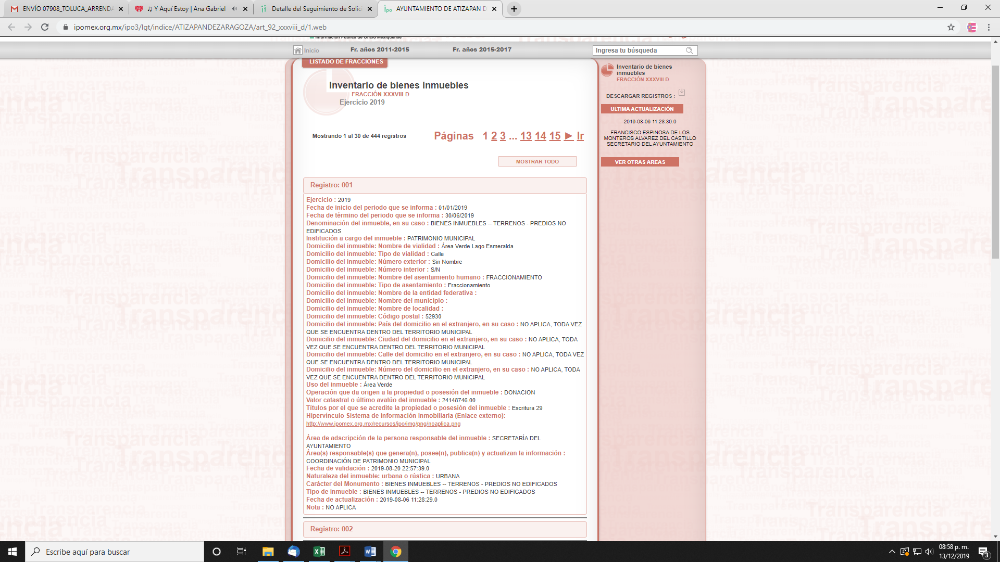 ENVÍO 07908_TOLUCA_ARRENDA
♫ Y Aquí Estoy | Ana Gabriel
Detalle del Seguimiento de Solici
AYUNTAMIENTO DE ATIZAPAN D
ipomex.org.mx/ipo3/lgt/indice/ATIZAPANDEZARAGOZA/art_92_xxxviii_d/1.web
Información Pública de Oficio Mexiquense
Inicio
Fr. años 2011-2015
Fr. años 2015-2017
Ingresa tu búsqueda
LISTADO DE FRACCIONES
Inventario de bienes inmuebles
FRACCIÓN XXXVIII D
Ejercicio 2019
Mostrando 1 al 30 de 444 registros
Páginas 1 2 3 ... 13 14 15 ► Ir
MOSTRAR TODO
Registro: 001
Ejercicio : 2019
Fecha de inicio del periodo que se informa : 01/01/2019
Fecha de término del periodo que se informa : 30/06/2019
Denominación del inmueble, en su caso : BIENES INMUEBLES -- TERRENOS - PREDIOS NO
EDIFICADOS
Institución a cargo del inmueble : PATRIMONIO MUNICIPAL
Domicilio del inmueble: Nombre de vialidad : Área Verde Lago Esmeralda
Domicilio del inmueble: Tipo de vialidad : Calle
Domicilio del inmueble: Número exterior : Sin Nombre
Domicilio del inmueble: Número interior : S/N
Domicilio del inmueble: Nombre del asentamiento humano : FRACCIONAMIENTO
Domicilio del inmueble: Tipo de asentamiento : Fraccionamiento
Domicilio del inmueble: Nombre de la entidad federativa :
Domicilio del inmueble: Nombre del municipio :
Domicilio del inmueble: Nombre de localidad :
Domicilio del inmueble: Código postal : 52930
Domicilio del inmueble: País del domicilio en el extranjero, en su caso : NO APLICA, TODA VEZ
QUE SE ENCUENTRA DENTRO DEL TERRITORIO MUNICIPAL
Domicilio del inmueble: Ciudad del domicilio en el extranjero, en su caso : NO APLICA, TODA
VEZ QUE SE ENCUENTRA DENTRO DEL TERRITORIO MUNICIPAL
Domicilio del inmueble: Calle del domicilio en el extranjero, en su caso : NO APLICA, TODA VEZ
QUE SE ENCUENTRA DENTRO DEL TERRITORIO MUNICIPAL
Domicilio del inmueble: Número del domicilio en el extranjero, en su caso : NO APLICA, TODA
VEZ QUE SE ENCUENTRA DENTRO DEL TERRITORIO MUNICIPAL
Uso del inmueble : Área Verde
Operación que da origen a la propiedad o posesión del inmueble : DONACION
Valor catastral o último avalúo del inmueble : 24148746.00
Títulos por el que se acredite la propiedad o posesión del inmueble : Escritura 29
Hipervínculo Sistema de información Inmobiliaria (Enlace externo):
http://www.ipomex.org.mx/recursos/ipo/img/png/noaplica.png
Área de adscripción de la persona responsable del inmueble : SECRETARÍA DEL
AYUNTAMIENTO
Área(s) responsable(s) que genera(n), posee(n), publica(n) y actualizan la información :
COORDINACIÓN DE PATRIMONIO MUNICIPAL
Fecha de validación : 2019-08-20 22:57:39.0
Naturaleza del inmueble: urbana o rústica : URBANA
Carácter del Monumento : BIENES INMUEBLES -- TERRENOS - PREDIOS NO EDIFICADOS
Tipo de inmueble : BIENES INMUEBLES -- TERRENOS - PREDIOS NO EDIFICADOS
Fecha de actualización : 2019-08-06 11:28:29.0
Nota : NO APLICA
Registro: 002
Inventario de bienes
inmuebles
FRACCIÓN XXXVIII D
DESCARGAR REGISTROS :
ULTIMA ACTUALIZACIÓN
2019-08-06 11:28:30.0
FRANCISCO ESPINOSA DE LOS
MONTEROS ALVAREZ DEL CASTILLO
SECRETARIO DEL AYUNTAMIENTO
VER OTRAS AREAS
Escribe aquí para buscar
08:58 p. m.
13/12/2019
3